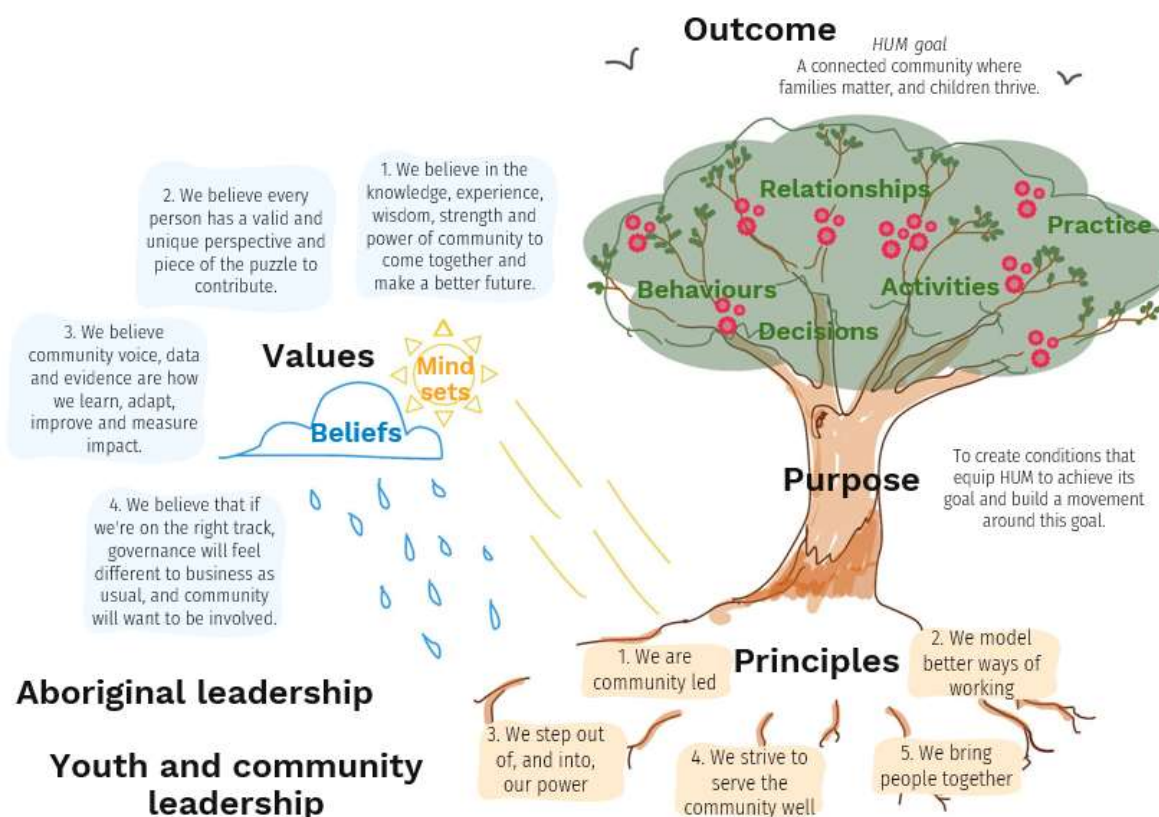 Outcome
HUM goal
A connected community where
families matter, and children thrive.
1. We believe in the
knowledge, experience,
wisdom, strength and
power of community to
come together and
make a better future.
2. We believe every
person has a valid and
unique perspective and
piece of the puzzle to
contribute.
3. We believe
community voice, data
and evidence are how
we learn, adapt,
improve and measure
impact.
4. We believe that if
we're on the right track,
governance will feel
different to business as
usual, and community
will want to be involved.
Values
Mind
sets
Beliefs
Relationships
Practice
Behaviours
Activities
Decisions
Purpose
To create conditions that
equip HUM to achieve its
goal and build a movement
around this goal.
Principles
1. We are
community led
2. We model
better ways of
working
3. We step out
of, and into,
our power
4. We strive to
serve the
community well
5. We bring
people together
Aboriginal leadership
Youth and community
leadership